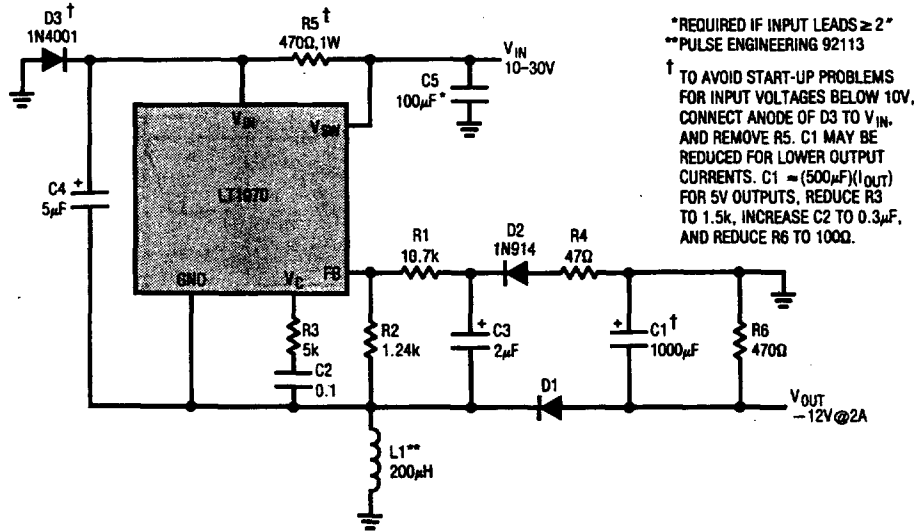 D3†
1N4001
R5†
470Ω,1W
VIN
10-30V
C5
100µF*
*REQUIRED IF INPUT LEADS ≥ 2"
**PULSE ENGINEERING 92113
† TO AVOID START-UP PROBLEMS
FOR INPUT VOLTAGES BELOW 10V,
CONNECT ANODE OF D3 TO VIN,
AND REMOVE R5. C1 MAY BE
REDUCED FOR LOWER OUTPUT
CURRENTS. C1 ≈ (500µF)(IOUT)
FOR 5V OUTPUTS, REDUCE R3
TO 1.5k, INCREASE C2 TO 0.3µF,
AND REDUCE R6 TO 100Ω.
VIN
VSW
LT1070
C4
+
5µF
GND
VC
FB
R1
10.7k
D2
1N914
R4
47Ω
R3
5k
C2
0.1
R2
1.24k
+
C3
2µF
+
C1†
1000µF
R6
470Ω
D1
VOUT
−12V@2A
L1**
200µH